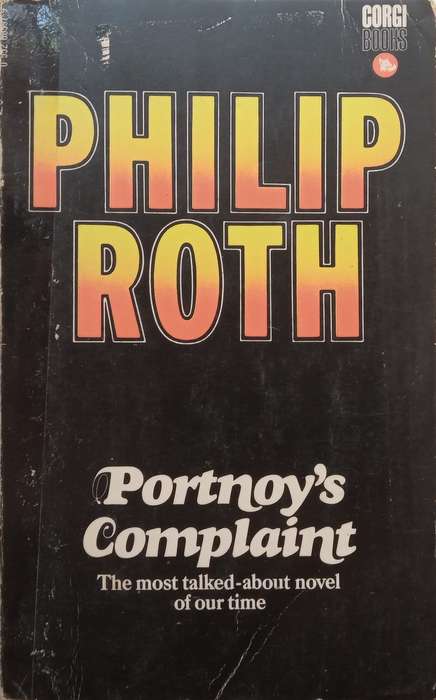 CORGI
BOOKS
PHILIP
ROTH
Portnoy's
Complaint
The most talked-about novel
of our time